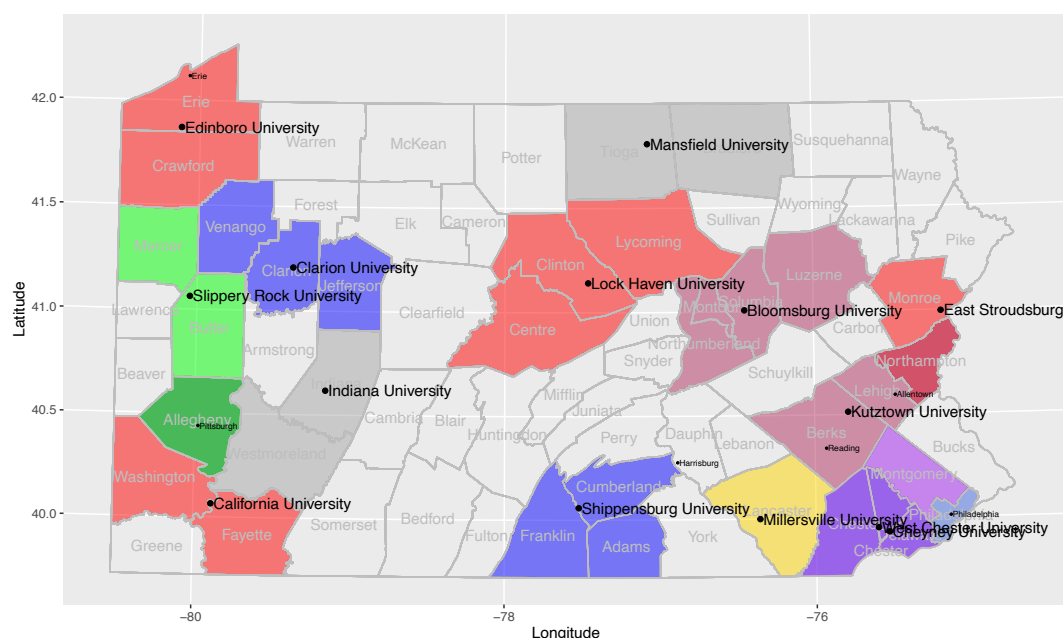 Erie
42.0
Erie
Edinboro University
Warren
McKean
Mansfield University
Susquehanna
Tioga
Potter
Crawford
Wayne
41.5
Forest
Wyoming
Venango
Elk
Cameron
Sullivan
Lackawanna
Mercer
Lycoming
Pike
Clarion
Clarion University
Clinton
Luzerne
Jefferson
Lock Haven University
Slippery Rock University
Columbia
Monroe
41.0
Lawrence
Clearfield
Bloomsburg University
East Stroudsburg
Butler
Centre
Union
Carbon
Armstrong
Northumberland
Snyder
Northampton
Beaver
Schuylkill
Indiana University
Mifflin
Lehigh
Allentown
40.5
Allegheny
Pittsburgh
Cambria
Blair
Juniata
Kutztown University
Huntingdon
Dauphin
Berks
Westmoreland
Perry
Lebanon
Reading
Bucks
Harrisburg
Washington
Montgomery
Cumberland
California University
Shippensburg University
Lancaster
40.0
Millersville University
Philadelphia
West Chester University
Cheyney University
Somerset
Bedford
Fayette
Greene
Fulton
Franklin
Adams
York
Chester
−80
−78
−76
Longitude
Latitude